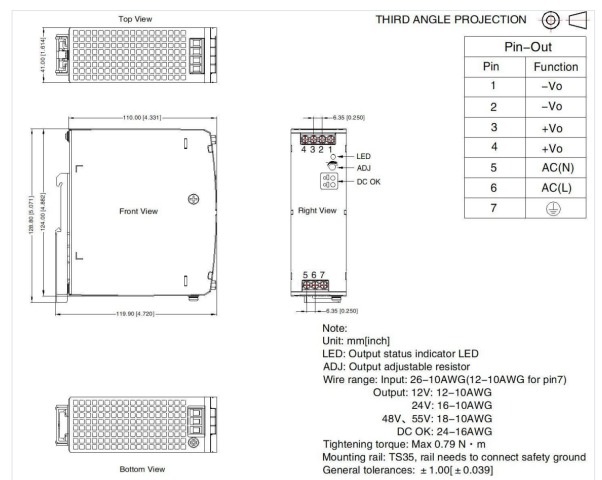 Top View
THIRD ANGLE PROJECTION
41.00 [1.614]
Pin-Out
Pin Function
1 -Vo
2 -Vo
3 +Vo
4 +Vo
5 AC(N)
6 AC(L)
7
110.00 [4.331]
6.35 [0.250]
4 3 2 1
LED
ADJ
DC OK
Front View
Right View
128.80 [5.071]
124.00 [4.882]
5 6 7
6.35 [0.250]
119.90 [4.720]
Note:
Unit: mm[inch]
LED: Output status indicator LED
ADJ: Output adjustable resistor
Wire range: Input: 26-10AWG(12-10AWG for pin7)
Output: 12V: 12-10AWG
24V: 16-10AWG
48V、55V: 18-10AWG
DC OK: 24-16AWG
Tightening torque: Max 0.79 N · m
Mounting rail: TS35, rail needs to connect safety ground
General tolerances: ±1.00[±0.039]
Bottom View